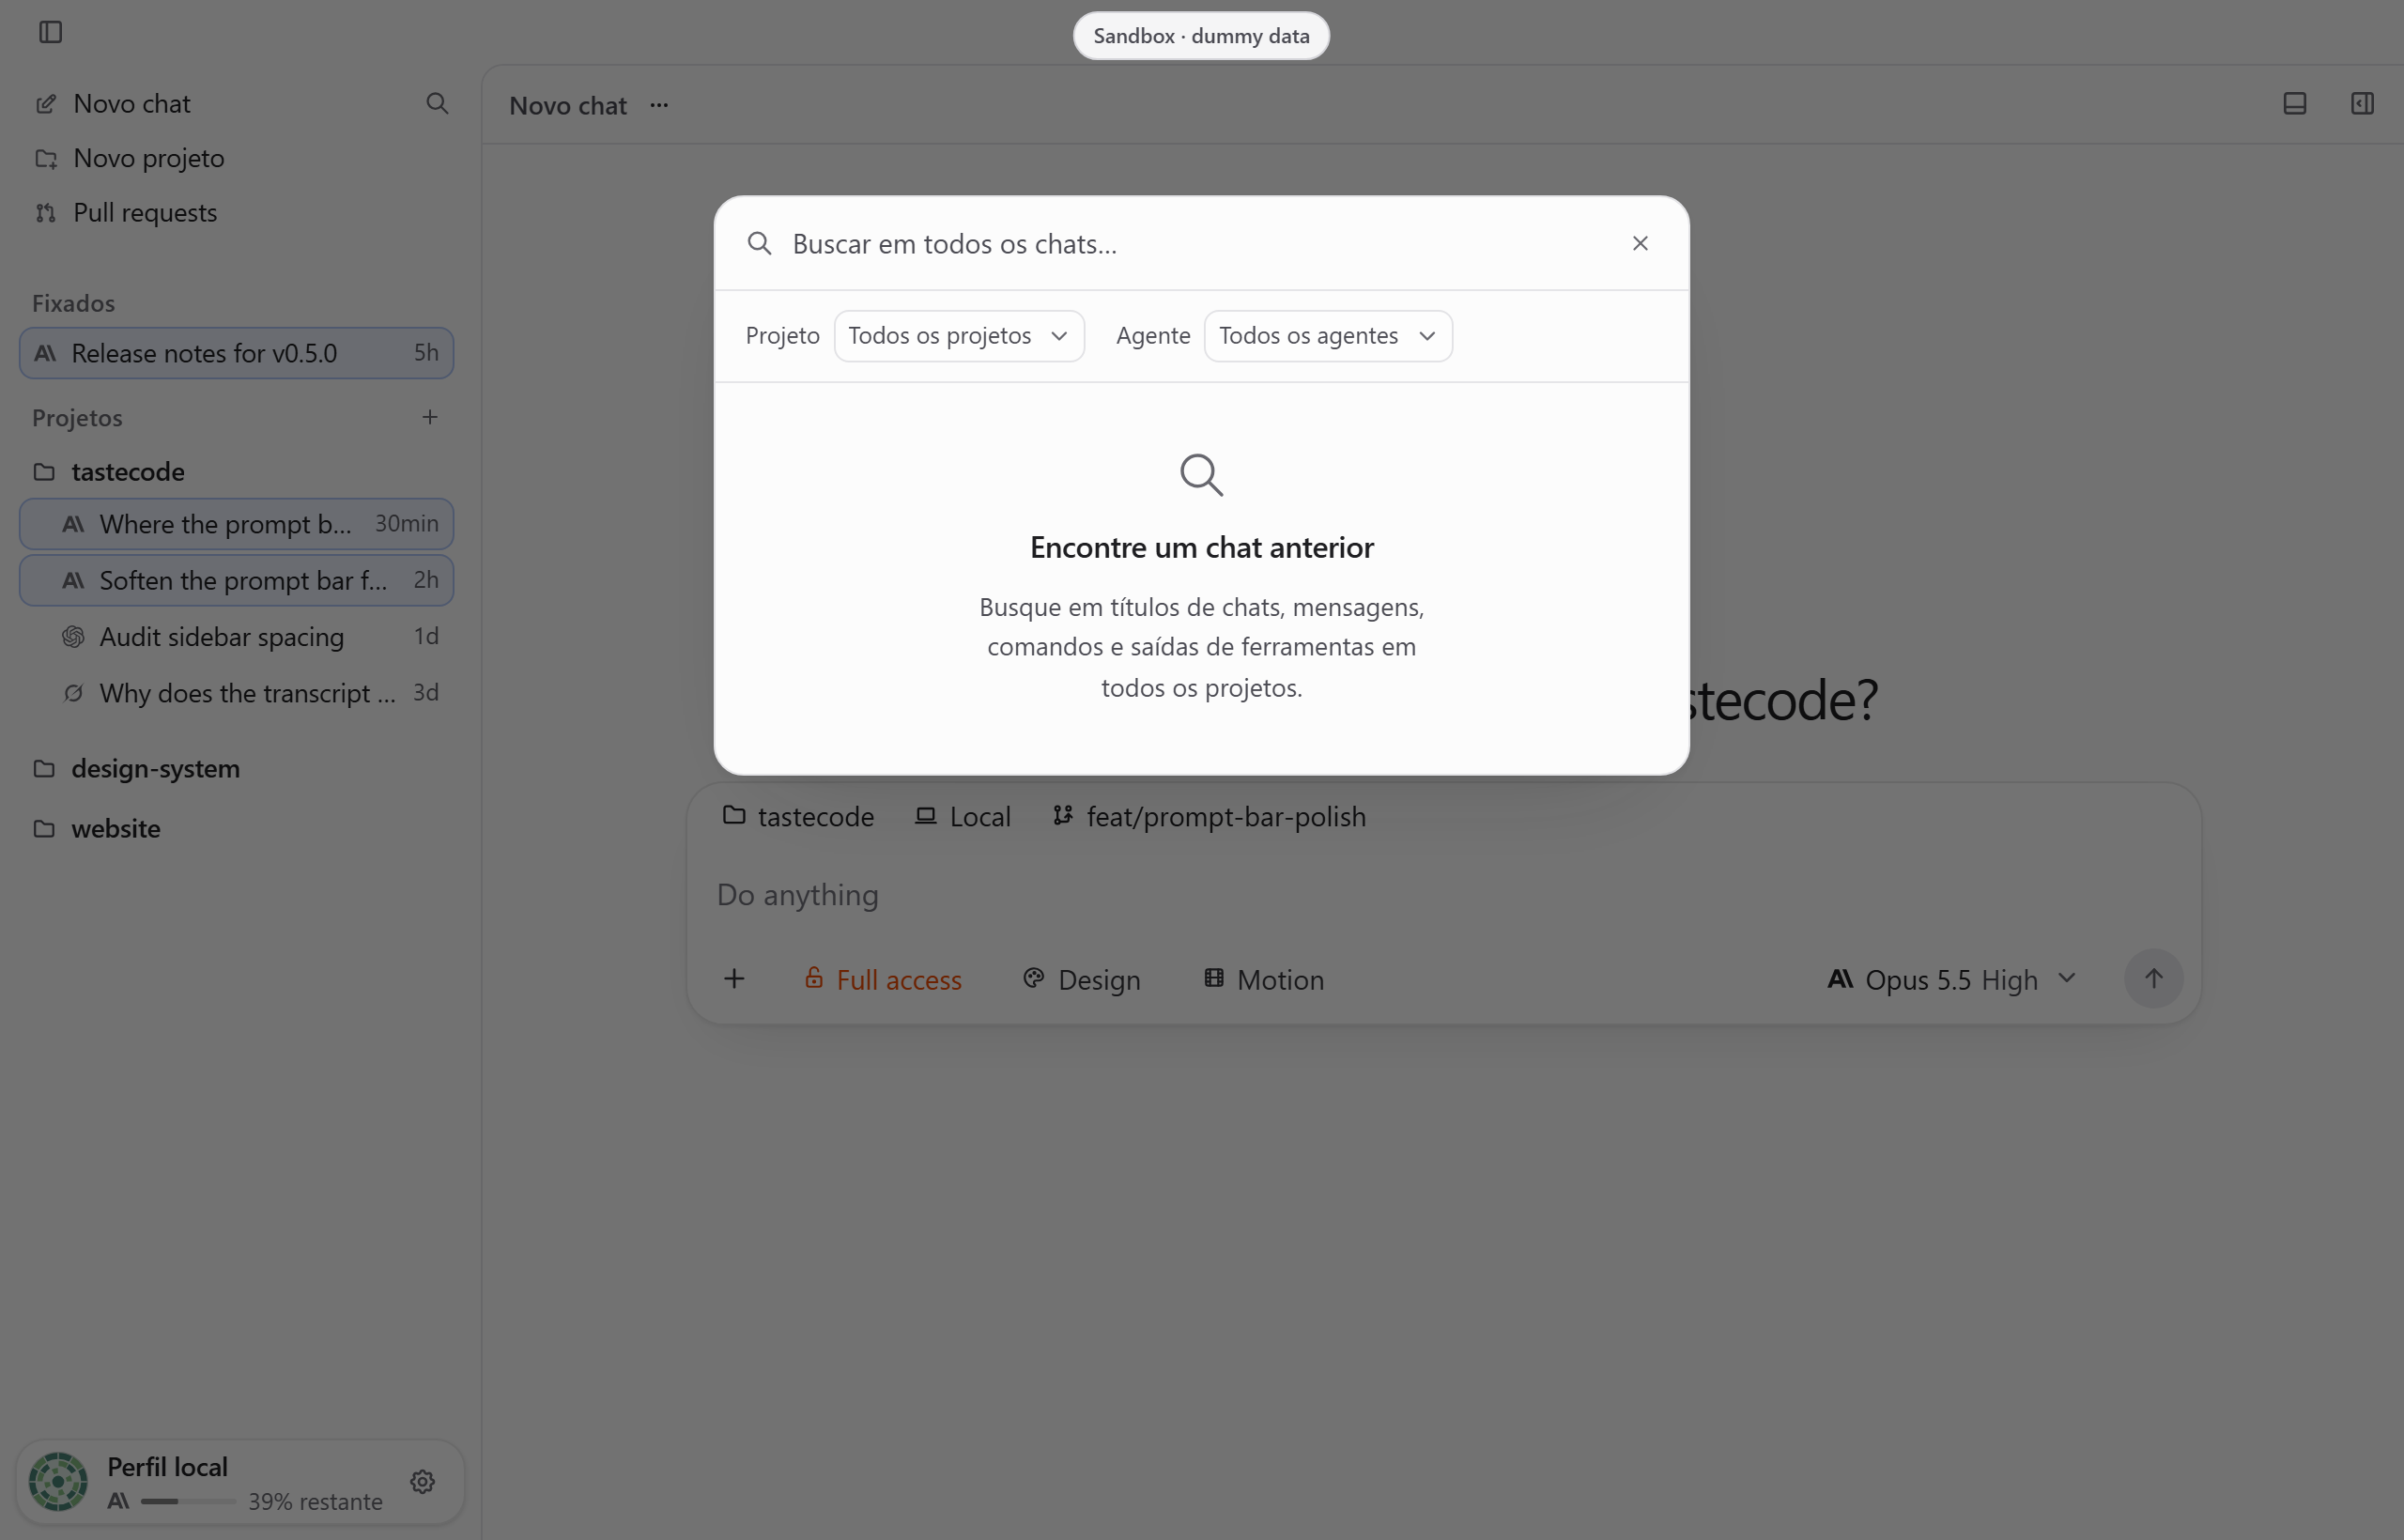 Sandbox · dummy data
Novo chat
Novo projeto
Pull requests
Fixados
Release notes for v0.5.0 5h
Projetos
tastecode
Where the prompt b... 30min
Soften the prompt bar f... 2h
Audit sidebar spacing 1d
Why does the transcript ... 3d
design-system
website
Perfil local
39% restante
Novo chat
Buscar em todos os chats...
Projeto Todos os projetos Agente Todos os agentes
Encontre um chat anterior
Busque em títulos de chats, mensagens,
comandos e saídas de ferramentas em
todos os projetos.
stecode?
tastecode Local feat/prompt-bar-polish
Do anything
Full access Design Motion Opus 5.5 High